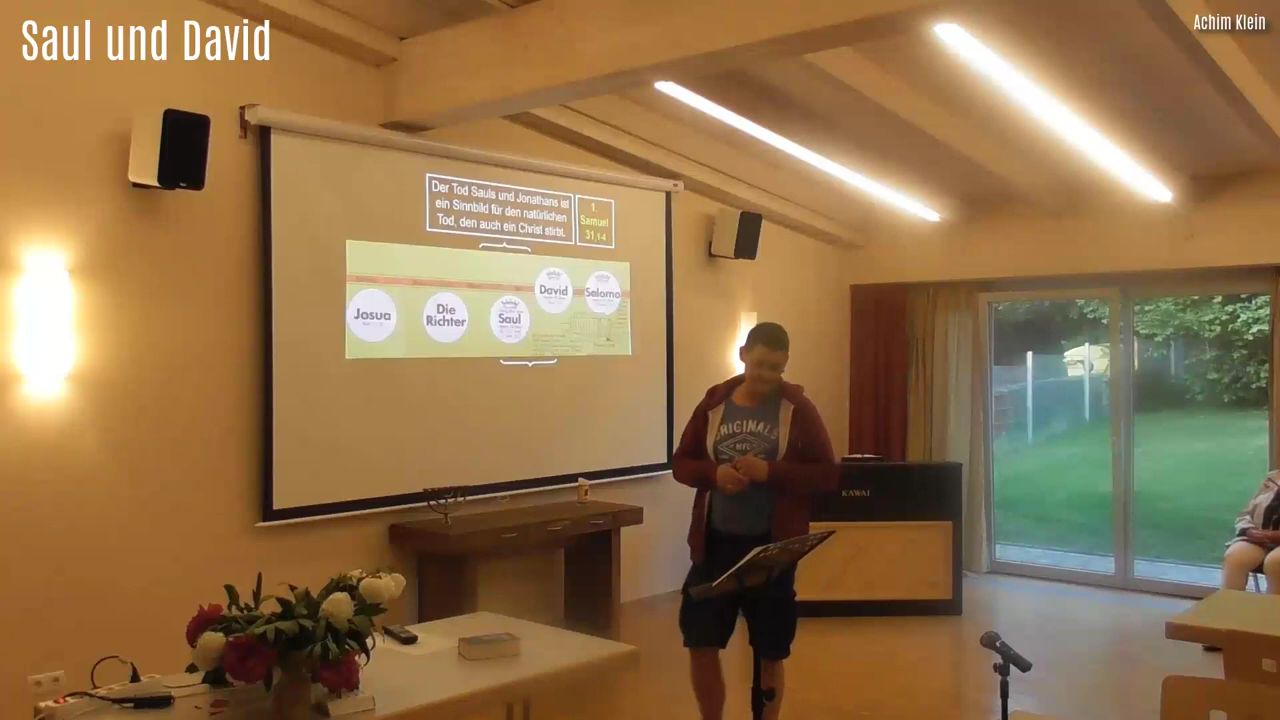 Saul und David
Achim Klein
Der Tod Sauls und Jonathans ist
ein Sinnbild für den natürlichen
Tod, den auch ein Christ stirbt.
1.
Samuel
31,1-4
Josua
Die
Richter
Saul
David
Salomo
ORIGINALS
KAWAI